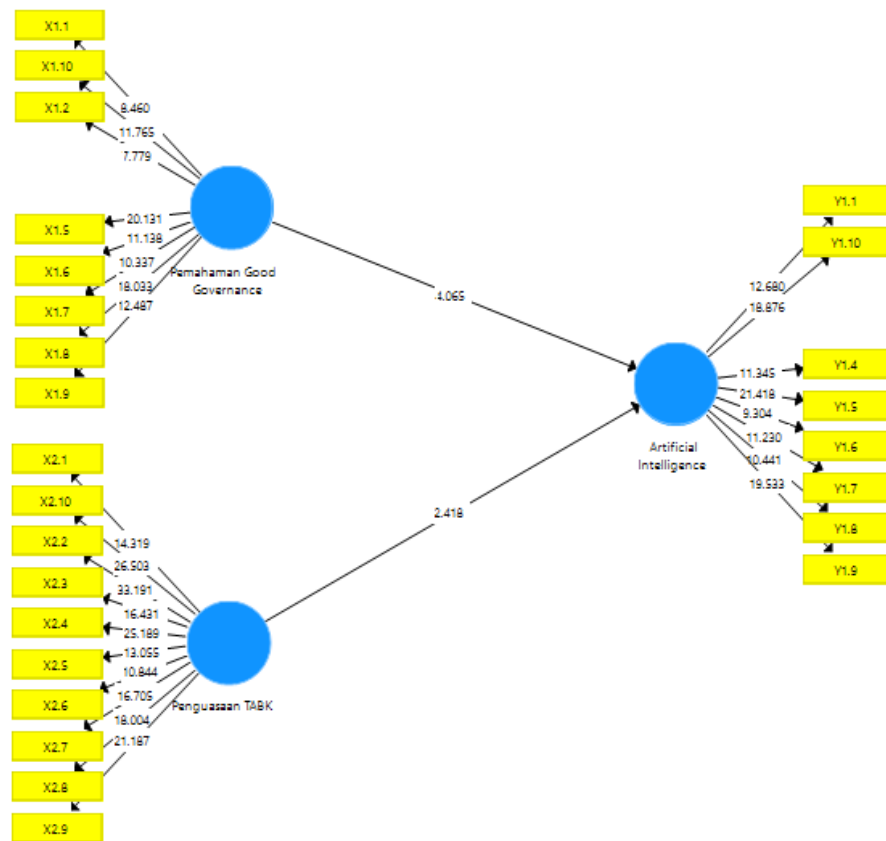 X1.1
X1.10
X1.2
8.460
11.765
7.779
X1.5
X1.6
X1.7
X1.8
X1.9
20.131
11.138
10.337
18.033
12.487
Pemahaman Good
Governance
4.065
Y1.1
Y1.10
12.680
18.876
Y1.4
Y1.5
Y1.6
Y1.7
Y1.8
Y1.9
11.345
21.418
9.304
11.230
10.441
19.533
Artificial
Intelligence
X2.1
X2.10
X2.2
X2.3
X2.4
X2.5
X2.6
X2.7
X2.8
X2.9
14.319
26.503
33.191
16.431
25.189
13.055
10.844
16.705
18.004
21.187
Penguasaan TABK
2.418